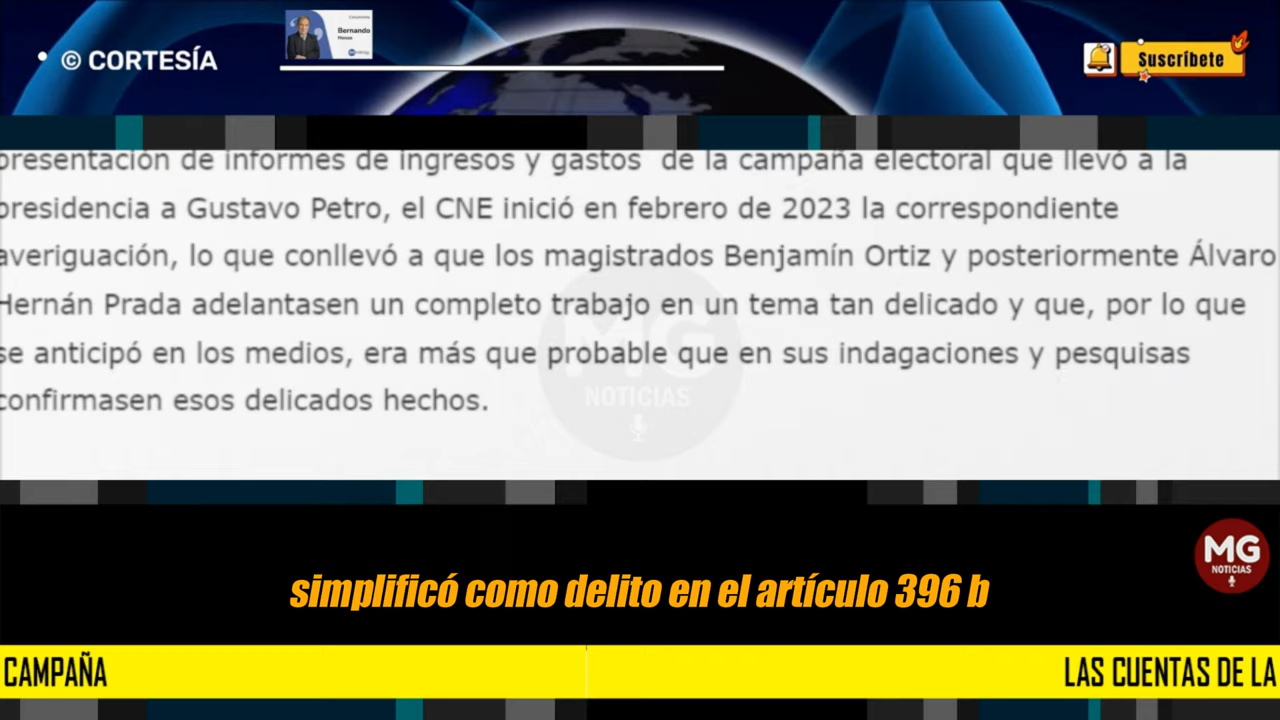 © CORTESÍA
Bernando
Suscríbete
presentación de informes de ingresos y gastos de la campaña electoral que llevó a la
presidencia a Gustavo Petro, el CNE inició en febrero de 2023 la correspondiente
averiguación, lo que conllevó a que los magistrados Benjamín Ortiz y posteriormente Álvaro
Hernán Prada adelantasen un completo trabajo en un tema tan delicado y que, por lo que
se anticipó en los medios, era más que probable que en sus indagaciones y pesquisas
confirmasen esos delicados hechos.
MG
NOTICIAS
MG
NOTICIAS
simplificó como delito en el artículo 396 b
CAMPAÑA
LAS CUENTAS DE LA